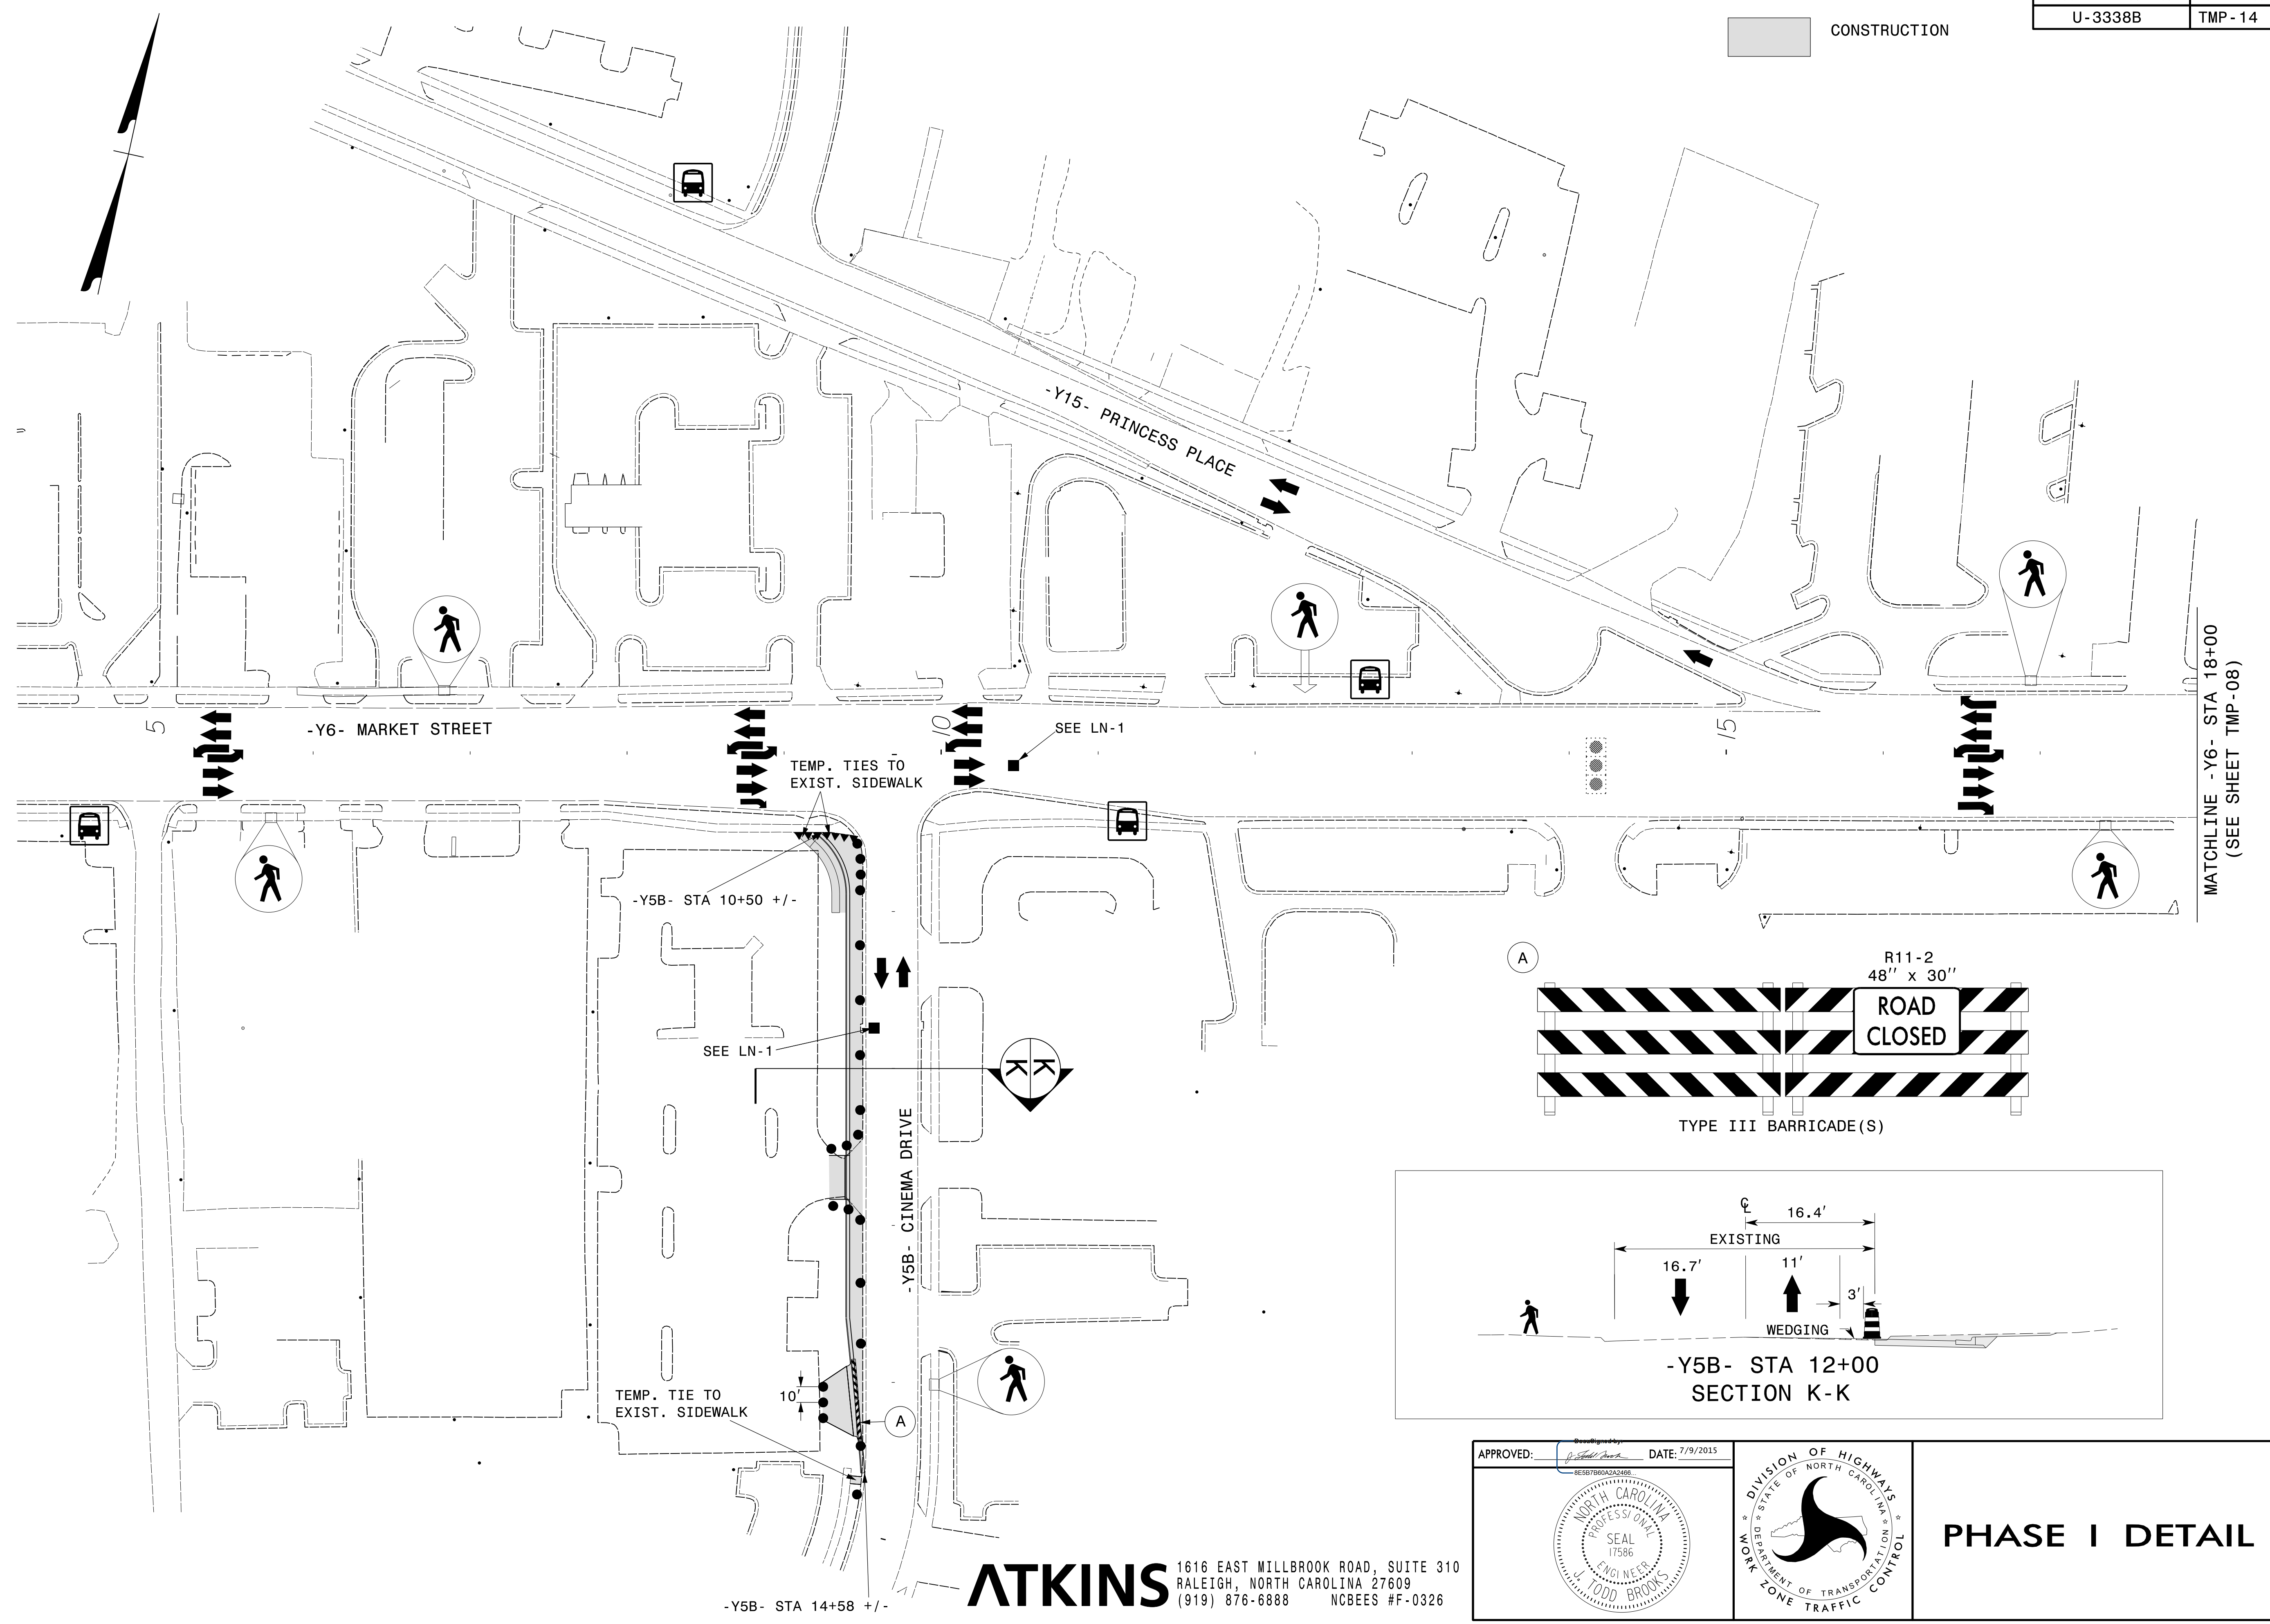 U-3338B
TMP-14
CONSTRUCTION
-Y15- PRINCESS PLACE
5
-Y6- MARKET STREET
10
SEE LN-1
15
MATCHLINE -Y6- STA 18+00
(SEE SHEET TMP-08)
TEMP. TIES TO
EXIST. SIDEWALK
-Y5B- STA 10+50 +/-
SEE LN-1
K
K
-Y5B- CINEMA DRIVE
A
R11-2
48" x 30"
ROAD
CLOSED
TYPE III BARRICADE(S)
℄
16.4'
EXISTING
16.7'
11'
3'
WEDGING
-Y5B- STA 12+00
SECTION K-K
10'
TEMP. TIE TO
EXIST. SIDEWALK
A
-Y5B- STA 14+58 +/-
ATKINS
1616 EAST MILLBROOK ROAD, SUITE 310
RALEIGH, NORTH CAROLINA 27609
(919) 876-6888 NCBEES #F-0326
APPROVED:
DocuSigned by:
DATE: 7/9/2015
8E5B7B60A2A2466...
NORTH CAROLINA
PROFESSIONAL
SEAL
17586
ENGINEER
J. TODD BROOKS
DIVISION OF HIGHWAYS
STATE OF NORTH CAROLINA
DEPARTMENT OF TRANSPORTATION
WORK ZONE TRAFFIC CONTROL
PHASE I DETAIL